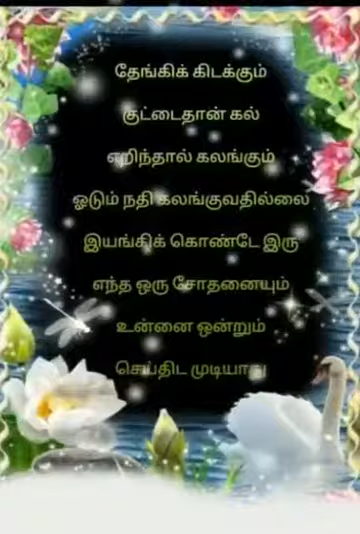 தேங்கிக் கிடக்கும்
குட்டைதான் கல்
எறிந்தால் கலங்கும்
ஓடும் நதி கலங்குவதில்லை
இயங்கிக் கொண்டே இரு
எந்த ஒரு சோதனையும்
உன்னை ஒன்றும்
செய்திட முடியாது